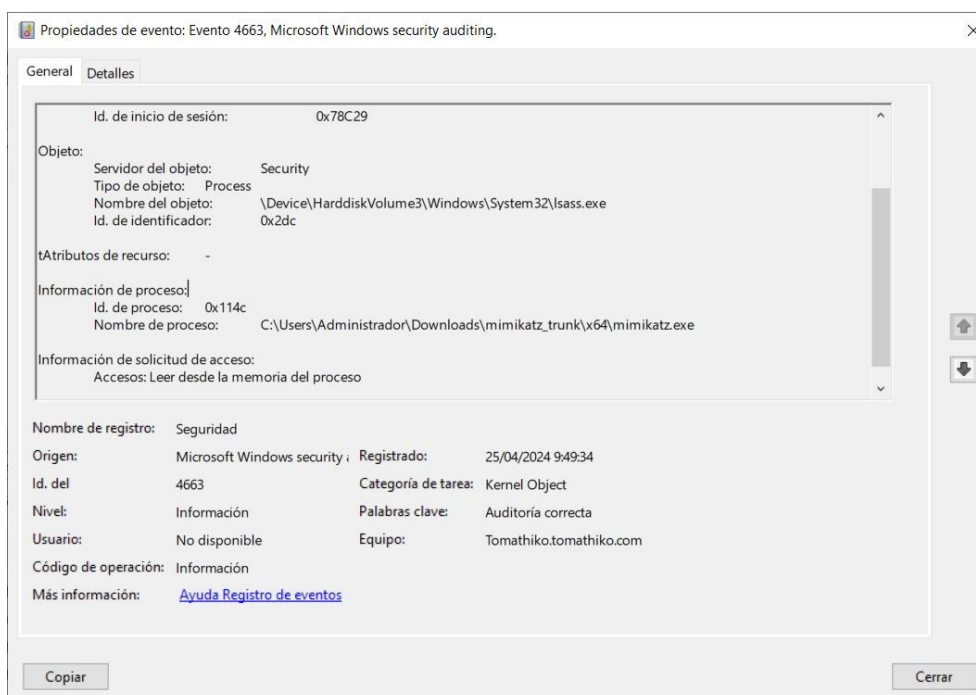 Propiedades de evento: Evento 4663, Microsoft Windows security auditing.
General Detalles
Id. de inicio de sesión: 0x78C29
Objeto:
Servidor del objeto: Security
Tipo de objeto: Process
Nombre del objeto: \Device\HarddiskVolume3\Windows\System32\lsass.exe
Id. de identificador: 0x2dc
tAtributos de recurso: -
Información de proceso:
Id. de proceso: 0x114c
Nombre de proceso: C:\Users\Administrador\Downloads\mimikatz_trunk\x64\mimikatz.exe
Información de solicitud de acceso:
Accesos: Leer desde la memoria del proceso
Nombre de registro: Seguridad
Origen: Microsoft Windows security Registrado: 25/04/2024 9:49:34
Id. del 4663 Categoría de tarea: Kernel Object
Nivel: Información Palabras clave: Auditoría correcta
Usuario: No disponible Equipo: Tomathiko.tomathiko.com
Código de operación: Información
Más información: Ayuda Registro de eventos
Copiar Cerrar